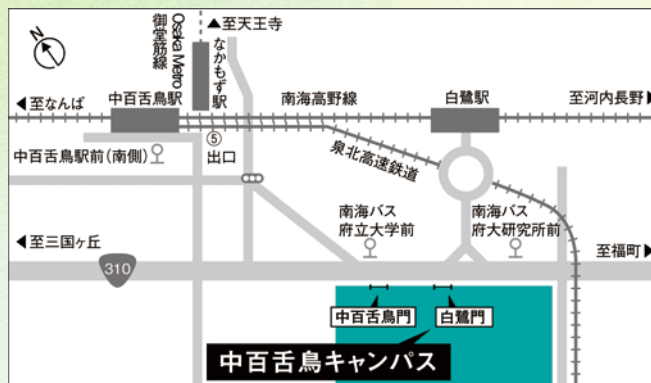 N
▲至天王寺
Osaka Metro
御堂筋線
なかもず駅
◀至なんば
中百舌鳥駅
南海高野線
白鷺駅
至河内長野▶
⑤
出口
中百舌鳥駅前(南側)
泉北高速鉄道
南海バス
府立大学前
南海バス
府大研究所前
◀至三国ヶ丘
至福町▶
310
中百舌鳥門
白鷺門
中百舌鳥キャンパス